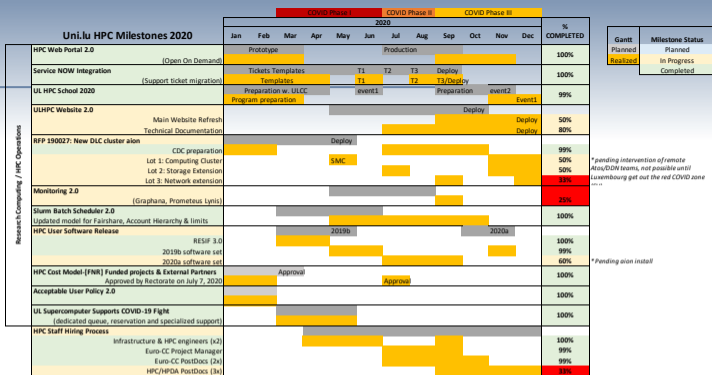 COVID Phase I COVID Phase II COVID Phase III
Uni.lu HPC Milestones 2020 2020 % COMPLETED
Jan Feb Mar Apr May Jun Jul Aug Sep Oct Nov Dec
Gantt Milestone Status
Planned Planned
Realized In Progress
Completed
Research Computing / HPC Operations
HPC Web Portal 2.0 Prototype Production 100%
(Open On Demand)
Service NOW Integration Tickets Templates T1 T2 T3 Deploy 100%
(Support ticket migration) Templates T1 T2 T3/Deploy
UL HPC School 2020 Preparation w. ULCC event1 Preparation event2 99%
Program preparation Event1
ULHPC Website 2.0 Deploy
Main Website Refresh Deploy 50%
Technical Documentation Deploy 80%
RFP 190027: New DLC cluster aion Deploy
CDC preparation 99%
Lot 1: Computing Cluster SMC 50% * pending intervention of remote
Lot 2: Storage Extension 50% Atos/DDN teams, not possible until
Lot 3: Network extension 33% Luxembourg get out the red COVID zone
Monitoring 2.0 25%
(Graphana, Prometeus Lynis)
Slurm Batch Scheduler 2.0 100%
Updated model for Fairshare, Account Hierarchy & limits
HPC User Software Release 2019b 2020a
RESIF 3.0 100%
2019b software set 99%
2020a software set 60% * Pending aion install
HPC Cost Model-[FNR] Funded projects & External Partners Approval 100%
Approved by Rectorate on July 7, 2020 Approval
Acceptable User Policy 2.0 100%
UL Supercomputer Supports COVID-19 Fight 100%
(dedicated queue, reservation and specialized support)
HPC Staff Hiring Process
Infrastructure & HPC engineers (x2) 100%
Euro-CC Project Manager 99%
Euro-CC PostDocs (2x) 99%
HPC/HPDA PostDocs (3x) 33%